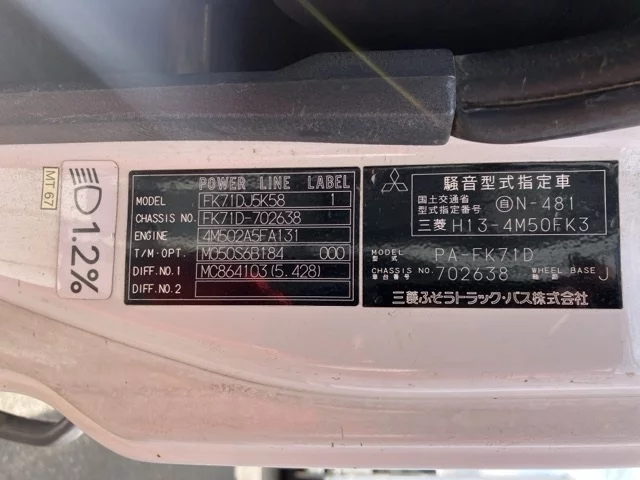 MT 67
1.2%
POWER LINE LABEL
MODEL FK71DJ5K58 1
CHASSIS NO. FK71D-702638
ENGINE 4M502A5FA131
T/M·OPT. M050S6B184 000
DIFF.NO.1 MC864103(5.428)
DIFF.NO.2
騒音型式指定車
国土交通省 自N-481
型式指定番号
三菱 H13-4M50FK3
MODEL 型式 PA-FK71D
CHASSIS NO. 車台番号 702638 WHEEL BASE J
三菱ふそうトラック・バス株式会社